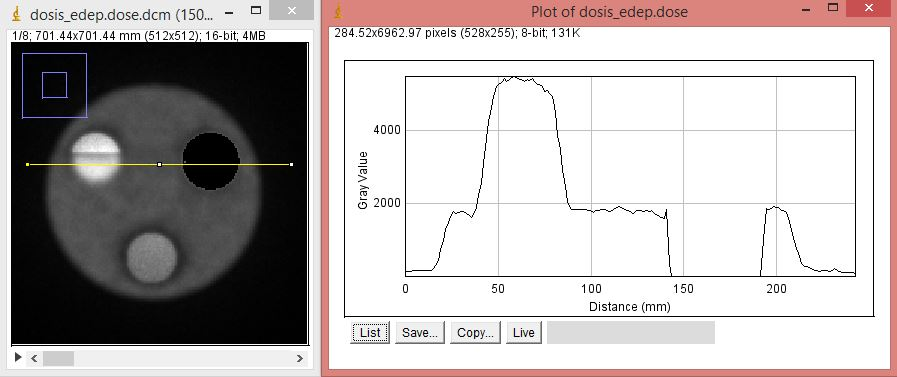 dosis_edep.dose.dcm (150...
1/8; 701.44x701.44 mm (512x512); 16-bit; 4MB
Plot of dosis_edep.dose
284.52x6962.97 pixels (528x255); 8-bit; 131K
4000
2000
Gray Value
0 50 100 150 200
Distance (mm)
List Save... Copy... Live